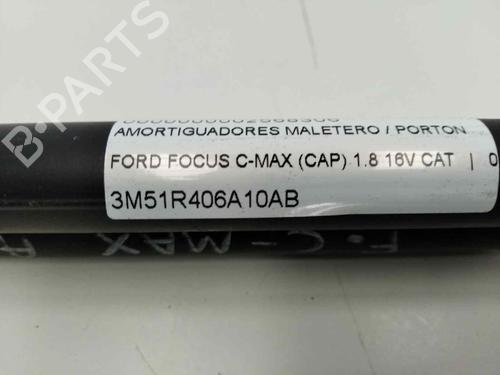 B-PARTS
AMORTIGUADORES MALETERO / PORTON
FORD FOCUS C-MAX (CAP) 1.8 16V CAT | 0
3M51R406A10AB
F. C-MAX